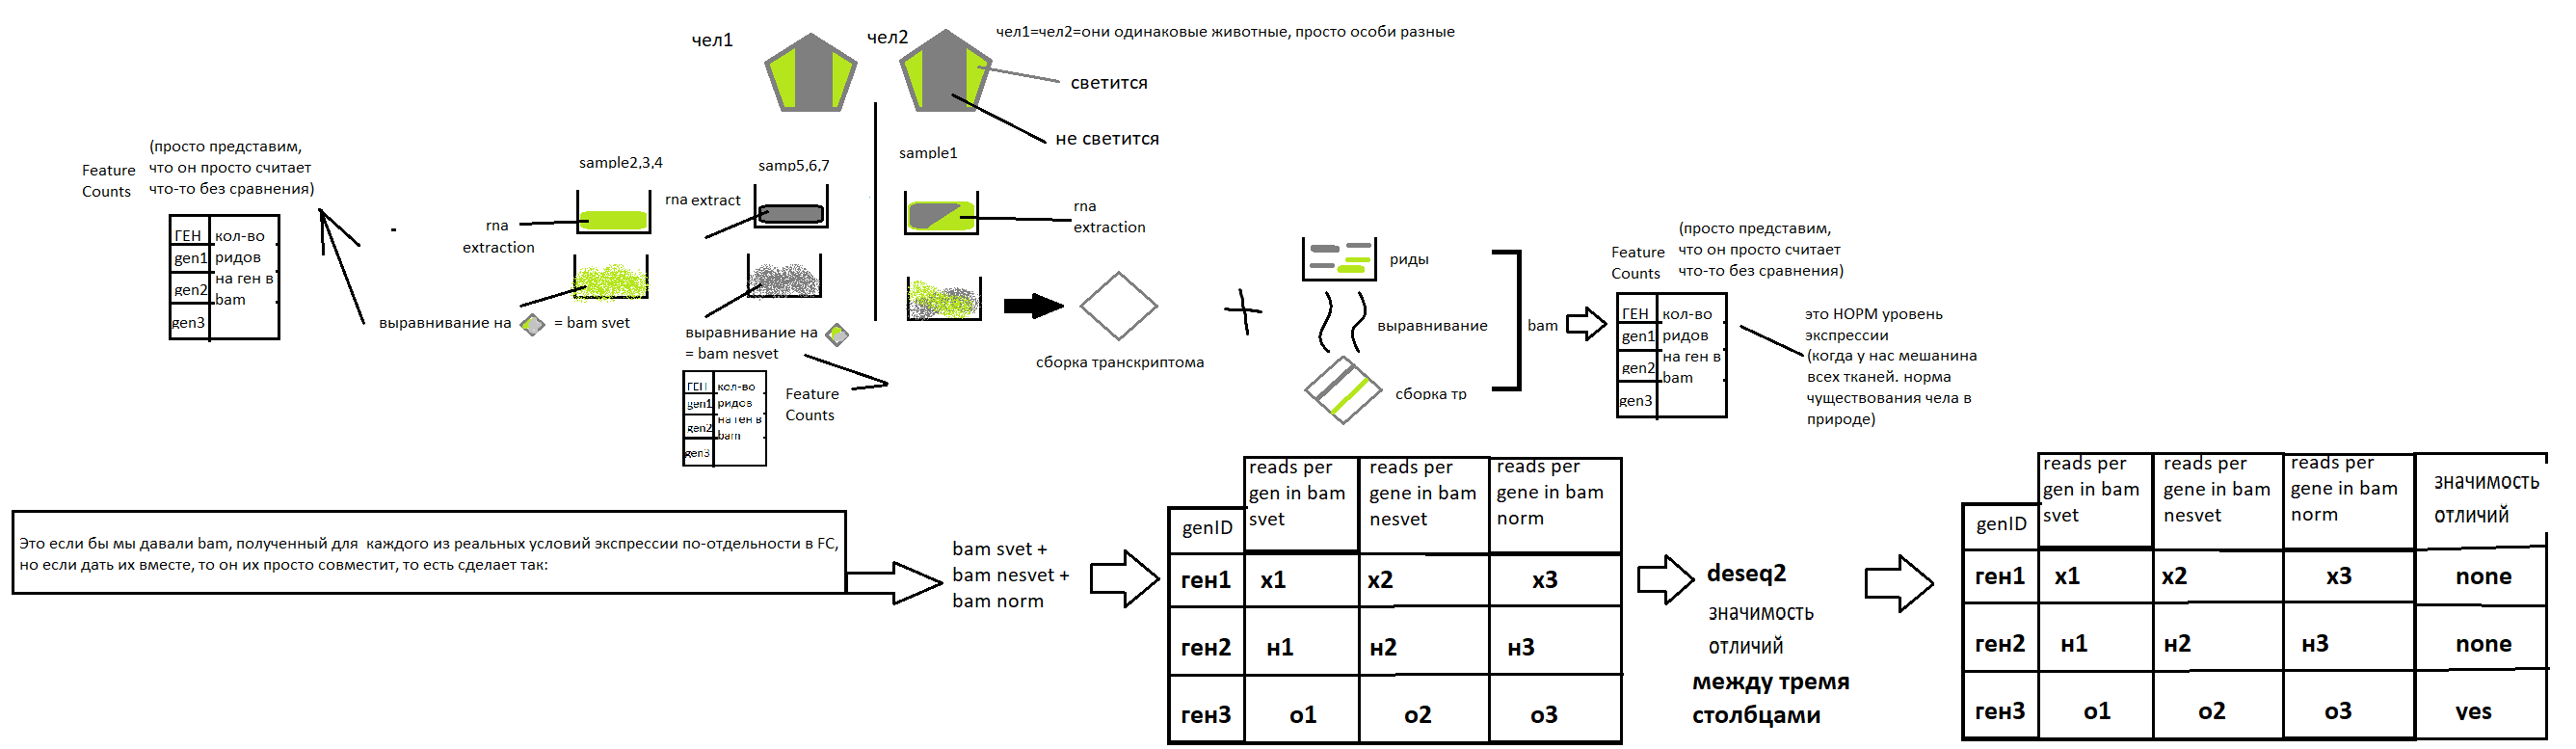 чел1
чел2
чел1=чел2=они одинаковые животные, просто особи разные
светится
не светится
Feature
Counts
(просто представим,
что он просто считает
что-то без сравнения)
ГЕН
gen1
gen2
gen3
кол-во
ридов
на ген в
bam
sample2,3,4
rna
extraction
выравнивание на
= bam svet
samp5,6,7
rna extract
выравнивание на
= bam nesvet
ГЕН
gen1
gen2
gen3
кол-во
ридов
на ген в
bam
Feature
Counts
sample1
rna
extraction
сборка транскриптома
риды
выравнивание
сборка тр
bam
Feature
Counts
(просто представим,
что он просто считает
что-то без сравнения)
ГЕН
gen1
gen2
gen3
кол-во
ридов
на ген в
bam
это НОРМ уровень
экспрессии
(когда у нас мешанина
всех тканей. норма
чуществования чела в
природе)
Это если бы мы давали bam, полученный для каждого из реальных условий экспрессии по-отдельности в FC,
но если дать их вместе, то он их просто совместит, то есть сделает так:
bam svet +
bam nesvet +
bam norm
genID
reads per
gen in bam
svet
reads per
gene in bam
nesvet
reads per
gene in bam
norm
ген1 x1 x2 x3
ген2 н1 н2 н3
ген3 o1 o2 o3
deseq2
значимость
отличий
между тремя
столбцами
genID
reads per
gen in bam
svet
reads per
gene in bam
nesvet
reads per
gene in bam
norm
значимость
отличий
ген1 x1 x2 x3 none
ген2 н1 н2 н3 none
ген3 o1 o2 o3 yes